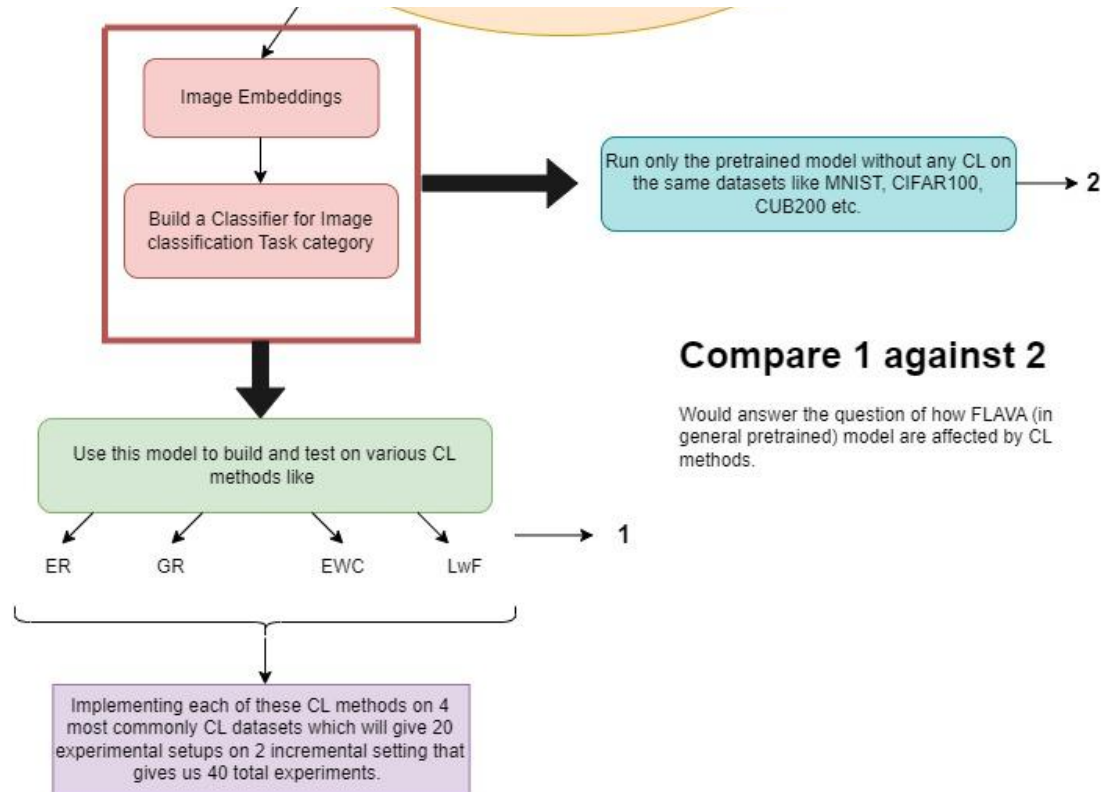 Image Embeddings
Build a Classifier for Image
classification Task category
Run only the pretrained model without any CL on
the same datasets like MNIST, CIFAR100,
CUB200 etc.
2
Compare 1 against 2
Would answer the question of how FLAVA (in
general pretrained) model are affected by CL
methods.
Use this model to build and test on various CL
methods like
ER
GR
EWC
LwF
1
Implementing each of these CL methods on 4
most commonly CL datasets which will give 20
experimental setups on 2 incremental setting that
gives us 40 total experiments.